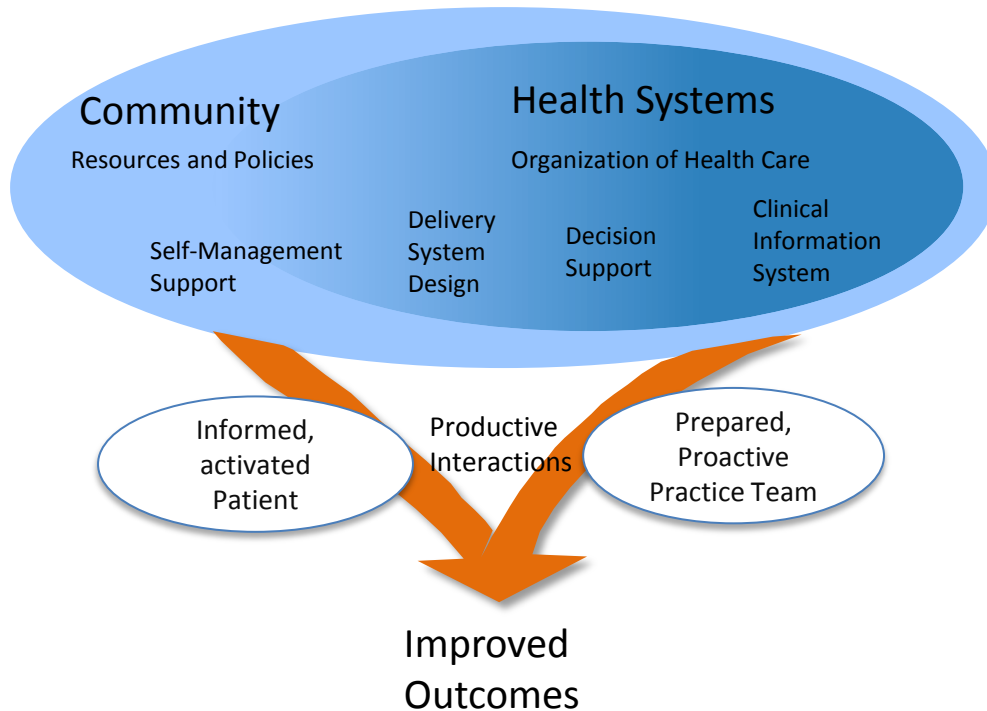 Community
Resources and Policies
Health Systems
Organization of Health Care
Self-Management
Support
Delivery
System
Design
Decision
Support
Clinical
Information
System
Informed,
activated
Patient
Productive
Interactions
Prepared,
Proactive
Practice Team
Improved
Outcomes